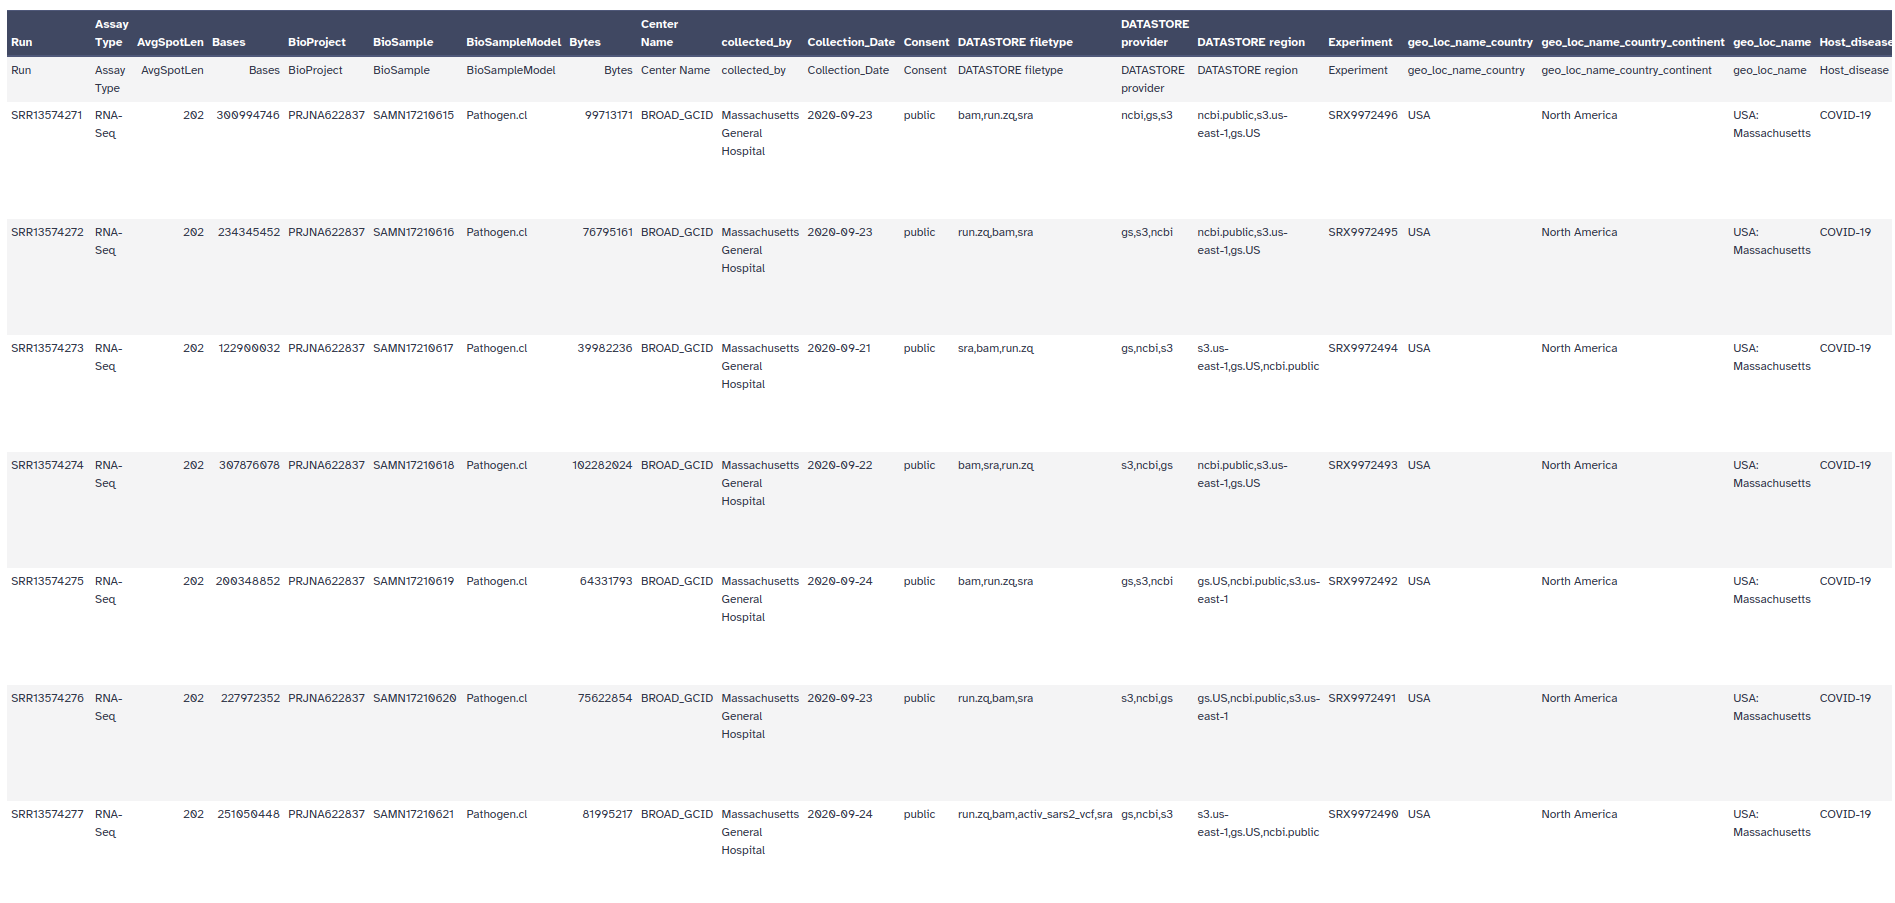 Run Assay Type AvgSpotLen Bases BioProject BioSample BioSampleModel Bytes Center Name collected_by Collection_Date Consent DATASTORE filetype DATASTORE provider DATASTORE region Experiment geo_loc_name_country geo_loc_name_country_continent geo_loc_name Host_disease
Run Assay Type AvgSpotLen Bases BioProject BioSample BioSampleModel Bytes Center Name collected_by Collection_Date Consent DATASTORE filetype DATASTORE provider DATASTORE region Experiment geo_loc_name_country geo_loc_name_country_continent geo_loc_name Host_disease
SRR13574271 RNA-Seq 202 300994746 PRJNA622837 SAMN17210615 Pathogen.cl 99713171 BROAD_GCID Massachusetts General Hospital 2020-09-23 public bam,run.zq,sra ncbi,gs,s3 ncbi.public,s3.us-east-1,gs.US SRX9972496 USA North America USA: Massachusetts COVID-19
SRR13574272 RNA-Seq 202 234345452 PRJNA622837 SAMN17210616 Pathogen.cl 76795161 BROAD_GCID Massachusetts General Hospital 2020-09-23 public run.zq,bam,sra gs,s3,ncbi ncbi.public,s3.us-east-1,gs.US SRX9972495 USA North America USA: Massachusetts COVID-19
SRR13574273 RNA-Seq 202 122900032 PRJNA622837 SAMN17210617 Pathogen.cl 39982236 BROAD_GCID Massachusetts General Hospital 2020-09-21 public sra,bam,run.zq gs,ncbi,s3 s3.us-east-1,gs.US,ncbi.public SRX9972494 USA North America USA: Massachusetts COVID-19
SRR13574274 RNA-Seq 202 307876078 PRJNA622837 SAMN17210618 Pathogen.cl 102282024 BROAD_GCID Massachusetts General Hospital 2020-09-22 public bam,sra,run.zq s3,ncbi,gs ncbi.public,s3.us-east-1,gs.US SRX9972493 USA North America USA: Massachusetts COVID-19
SRR13574275 RNA-Seq 202 200348852 PRJNA622837 SAMN17210619 Pathogen.cl 64331793 BROAD_GCID Massachusetts General Hospital 2020-09-24 public bam,run.zq,sra gs,s3,ncbi gs.US,ncbi.public,s3.us-east-1 SRX9972492 USA North America USA: Massachusetts COVID-19
SRR13574276 RNA-Seq 202 227972352 PRJNA622837 SAMN17210620 Pathogen.cl 75622854 BROAD_GCID Massachusetts General Hospital 2020-09-23 public run.zq,bam,sra s3,ncbi,gs gs.US,ncbi.public,s3.us-east-1 SRX9972491 USA North America USA: Massachusetts COVID-19
SRR13574277 RNA-Seq 202 251050448 PRJNA622837 SAMN17210621 Pathogen.cl 81995217 BROAD_GCID Massachusetts General Hospital 2020-09-24 public run.zq,bam,activ_sars2_vcf,sra gs,ncbi,s3 s3.us-east-1,gs.US,ncbi.public SRX9972490 USA North America USA: Massachusetts COVID-19